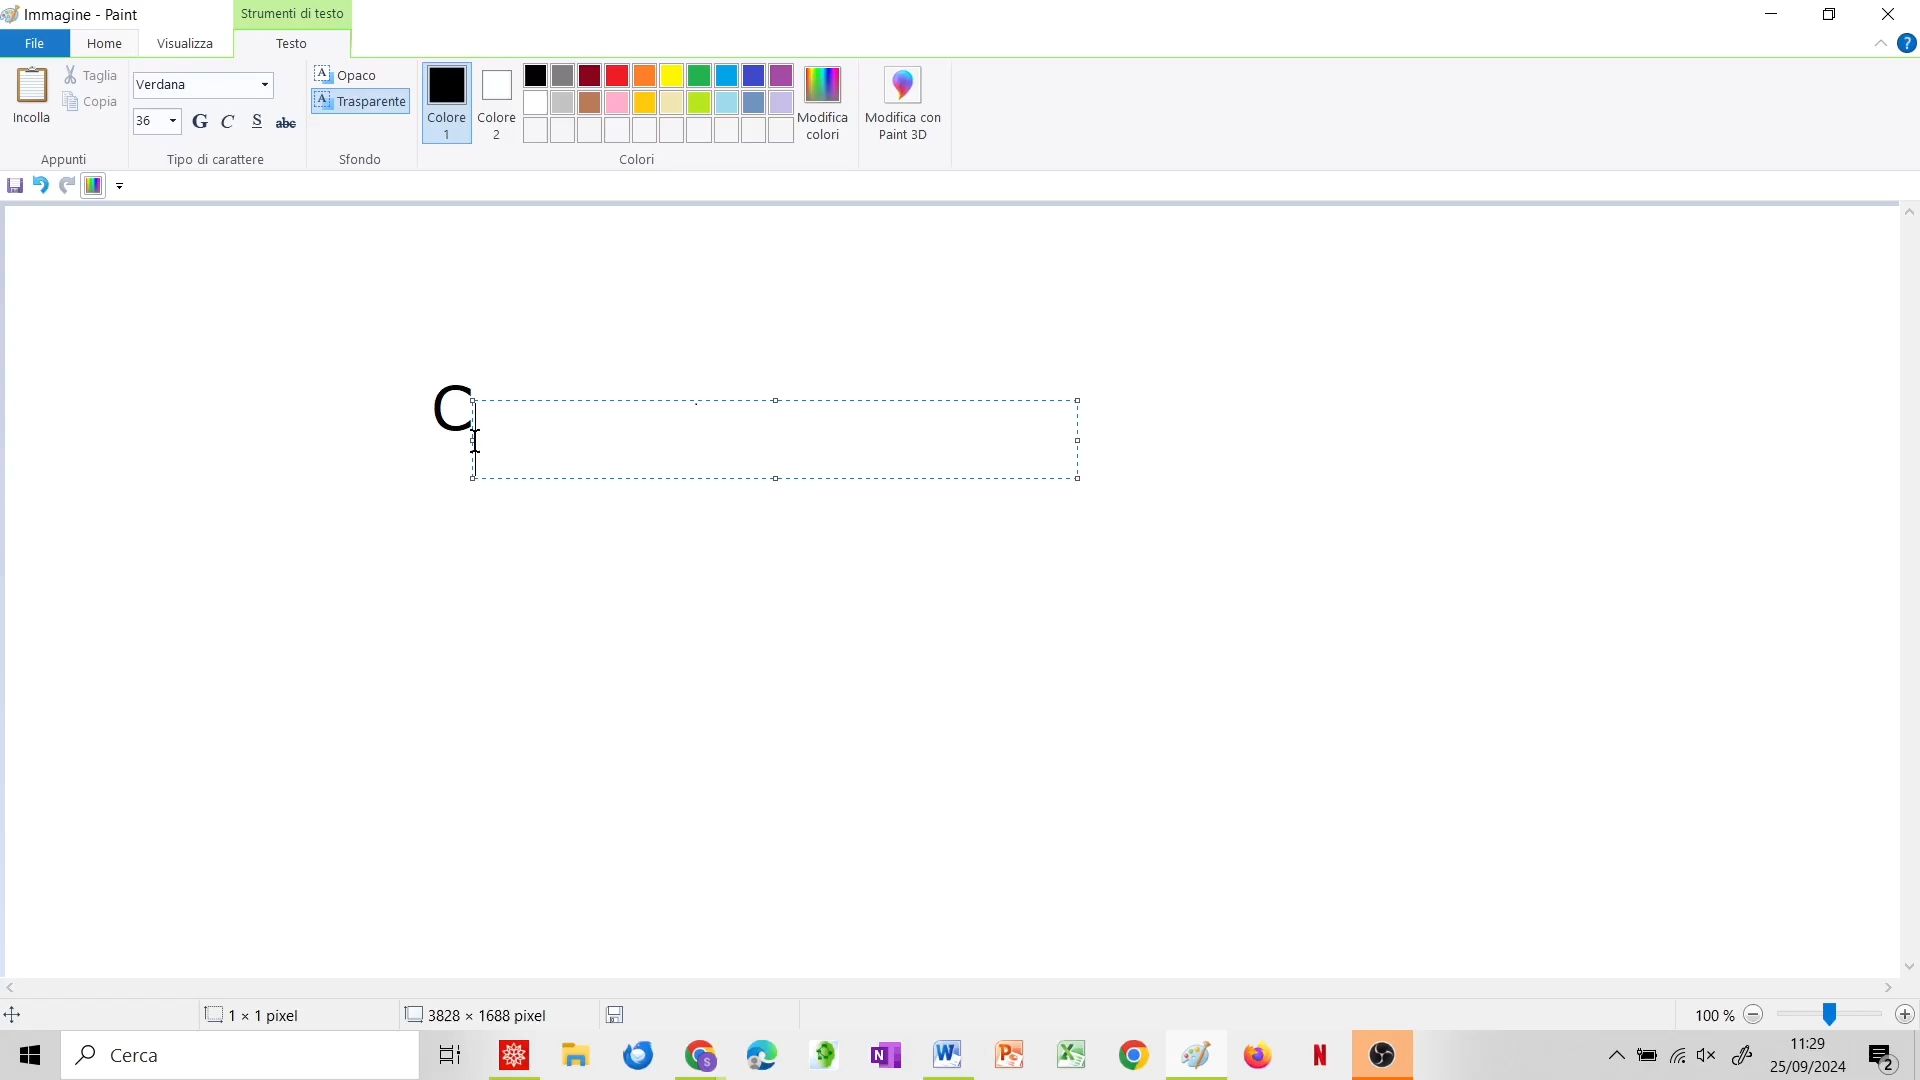 Immagine - Paint
Strumenti di testo
File Home Visualizza Testo
Incolla
Taglia
Copia
Appunti
Verdana
36
G C S abc
Tipo di carattere
Opaco
Trasparente
Sfondo
Colore 1
Colore 2
Modifica colori
Colori
Modifica con Paint 3D
C
1 × 1 pixel
3828 × 1688 pixel
100 %
Cerca
11:29
25/09/2024
2